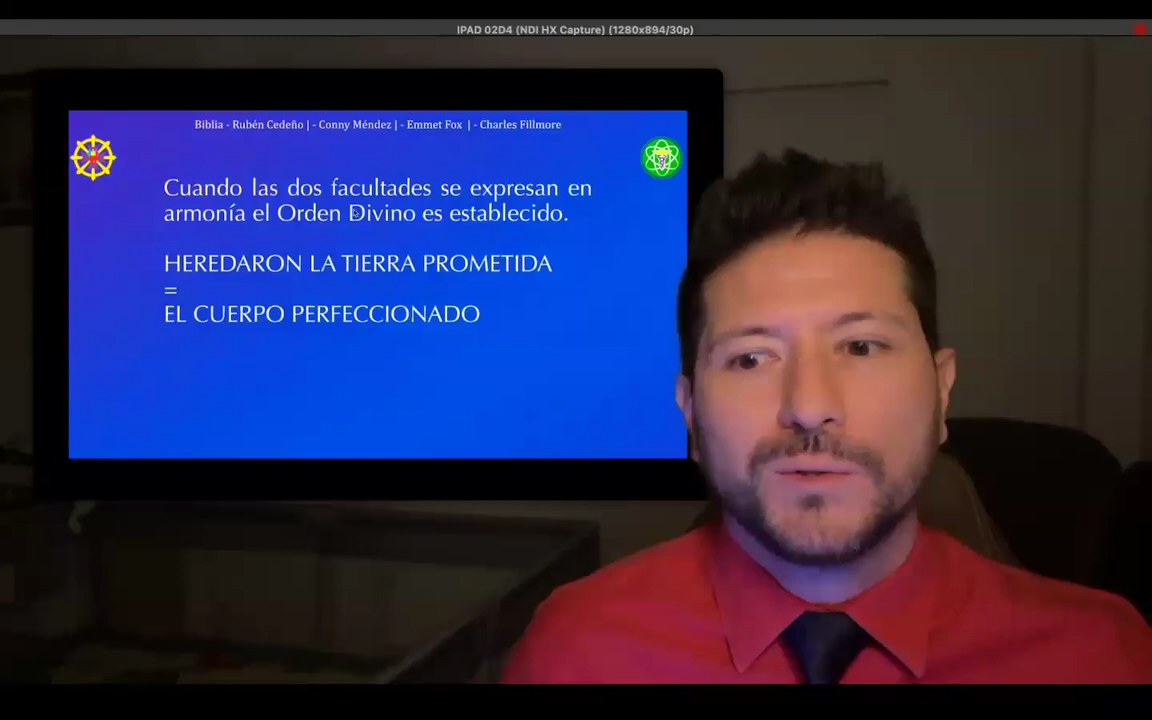 IPAD 02D4 (NDI HX Capture) (1280x894/30p)
Biblia - Rubén Cedeño | - Conny Méndez | - Emmet Fox | - Charles Fillmore
Cuando las dos facultades se expresan en
armonía el Orden Divino es establecido.
HEREDARON LA TIERRA PROMETIDA
=
EL CUERPO PERFECCIONADO